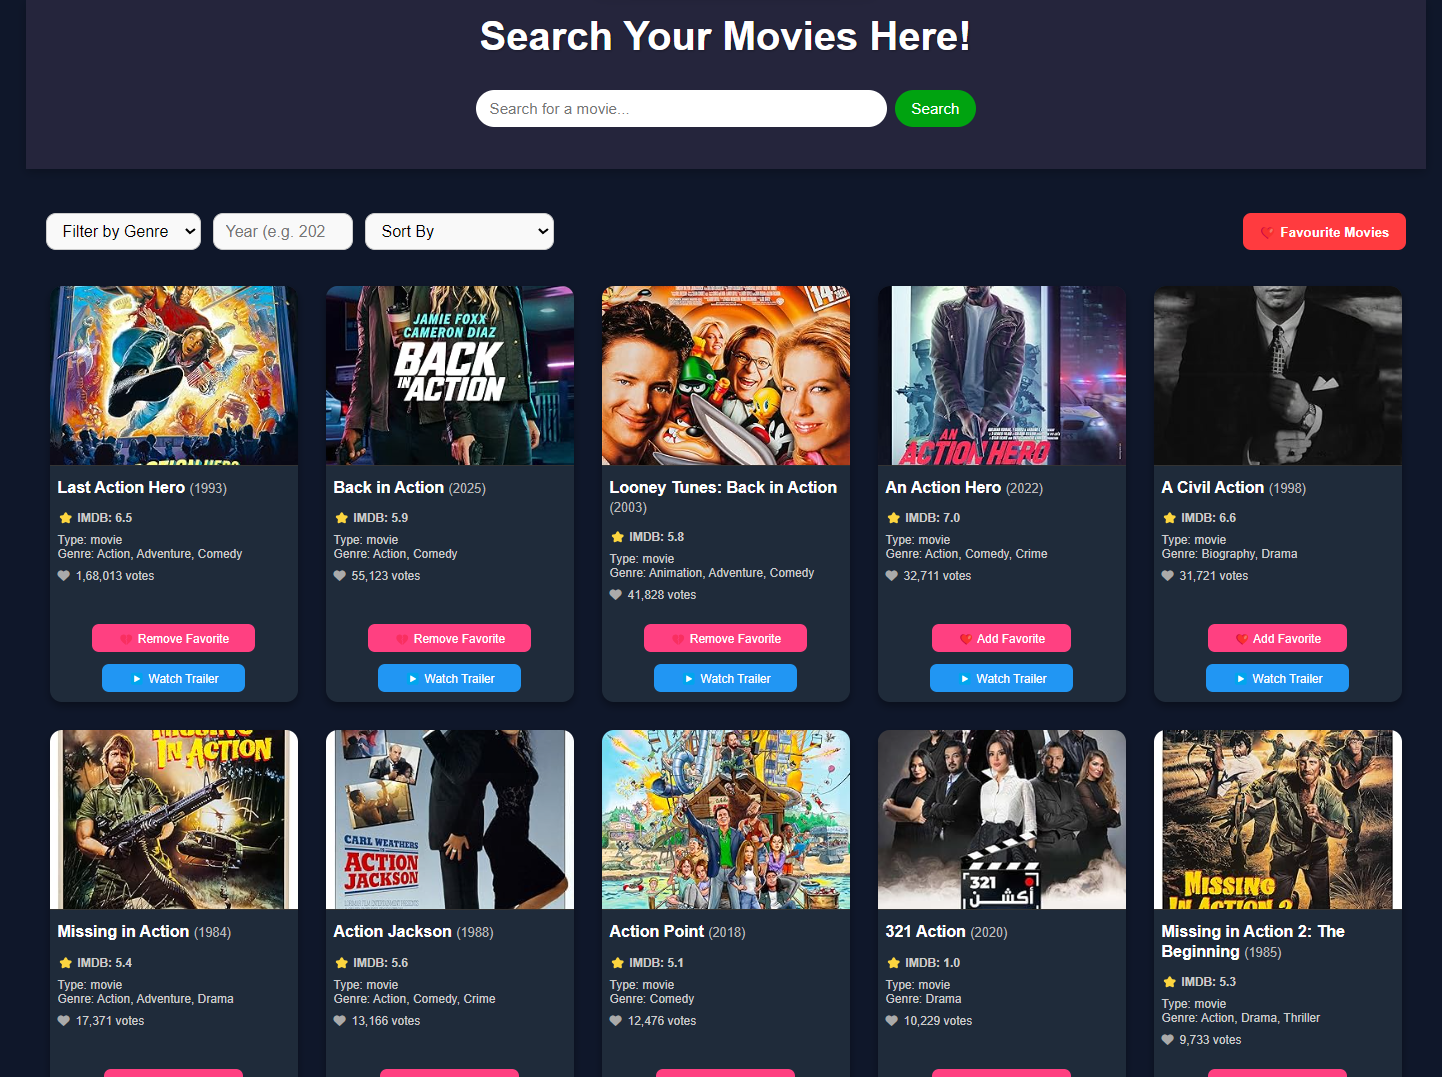 Search Your Movies Here!
Search for a movie...
Search
Filter by Genre
Year (e.g. 202
Sort By
Favourite Movies
JAMIE FOXX
CAMERON DIAZ
BACK
IN ACTION
AN
ACTION HERO
Last Action Hero (1993)
IMDB: 6.5
Type: movie
Genre: Action, Adventure, Comedy
1,68,013 votes
Remove Favorite
Watch Trailer
Back in Action (2025)
IMDB: 5.9
Type: movie
Genre: Action, Comedy
55,123 votes
Remove Favorite
Watch Trailer
Looney Tunes: Back in Action
(2003)
IMDB: 5.8
Type: movie
Genre: Animation, Adventure, Comedy
41,828 votes
Remove Favorite
Watch Trailer
An Action Hero (2022)
IMDB: 7.0
Type: movie
Genre: Action, Comedy, Crime
32,711 votes
Add Favorite
Watch Trailer
A Civil Action (1998)
IMDB: 6.6
Type: movie
Genre: Biography, Drama
31,721 votes
Add Favorite
Watch Trailer
MISSING
IN ACTION
CARL WEATHERS
ACTION
JACKSON
321
أكشن
MISSING
IN ACTION 2
Missing in Action (1984)
IMDB: 5.4
Type: movie
Genre: Action, Adventure, Drama
17,371 votes
Action Jackson (1988)
IMDB: 5.6
Type: movie
Genre: Action, Comedy, Crime
13,166 votes
Action Point (2018)
IMDB: 5.1
Type: movie
Genre: Comedy
12,476 votes
321 Action (2020)
IMDB: 1.0
Type: movie
Genre: Drama
10,229 votes
Missing in Action 2: The
Beginning (1985)
IMDB: 5.3
Type: movie
Genre: Action, Drama, Thriller
9,733 votes